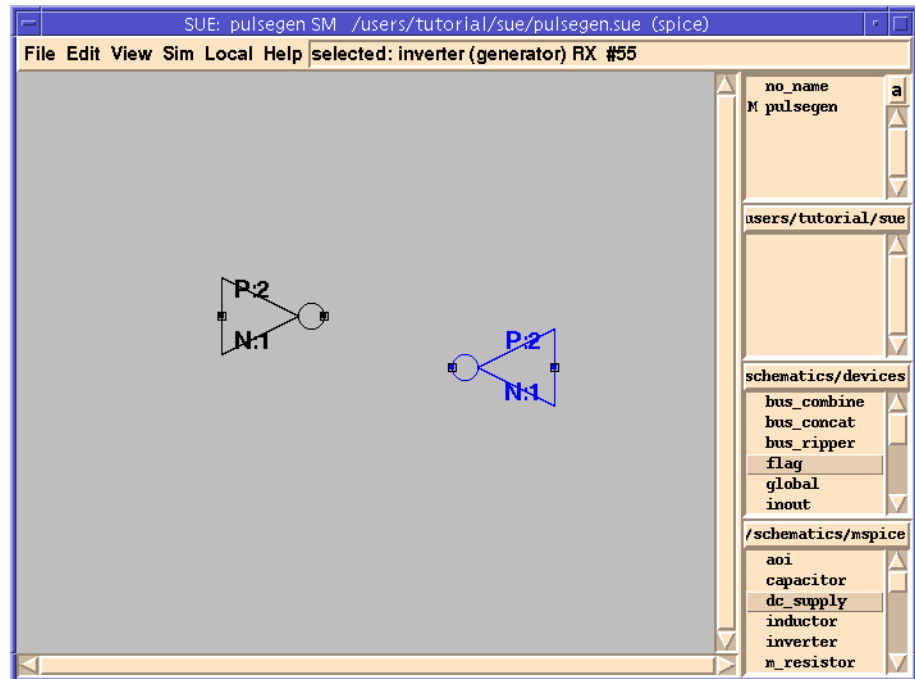 SUE: pulsegen SM /users/tutorial/sue/pulsegen.sue (spice)
File Edit View Sim Local Help selected: inverter (generator) RX #55
no_name
a
M pulsegen
users/tutorial/sue
schematics/devices
bus_combine
bus_concat
bus_ripper
flag
global
inout
/schematics/mspice
aoi
capacitor
dc_supply
inductor
inverter
m_resistor
P:2
N:1
P:2
N:1